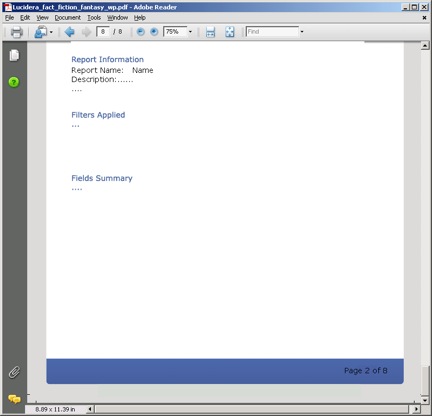 Lucidera_fact_fiction_fantasy_wp.pdf - Adobe Reader
File Edit View Document Tools Window Help
8 / 8 75% Find
Report Information
Report Name: Name
Description:......
....
Filters Applied
...
Fields Summary
....
Page 2 of 8
8.89 x 11.39 in